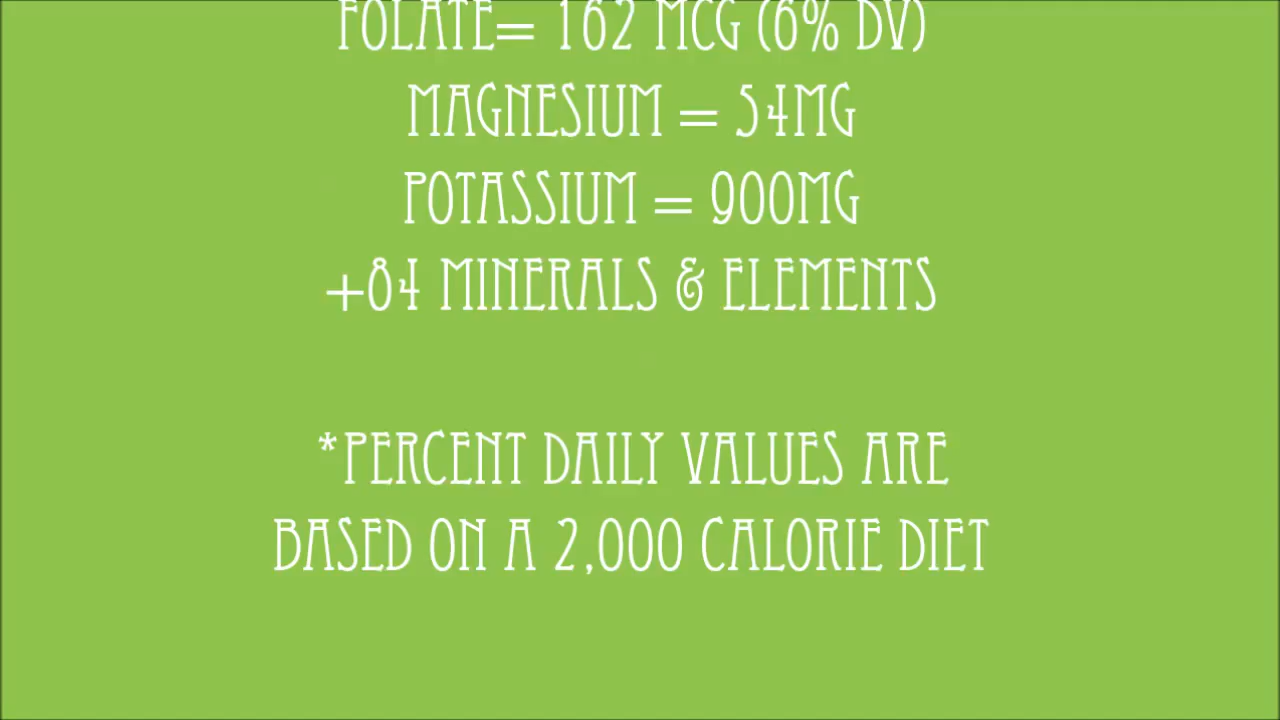 FOLATE= 162 MCG (6% DV)
MAGNESIUM = 54MG
POTASSIUM = 900MG
+84 MINERALS & ELEMENTS
*PERCENT DAILY VALUES ARE
BASED ON A 2,000 CALORIE DIET